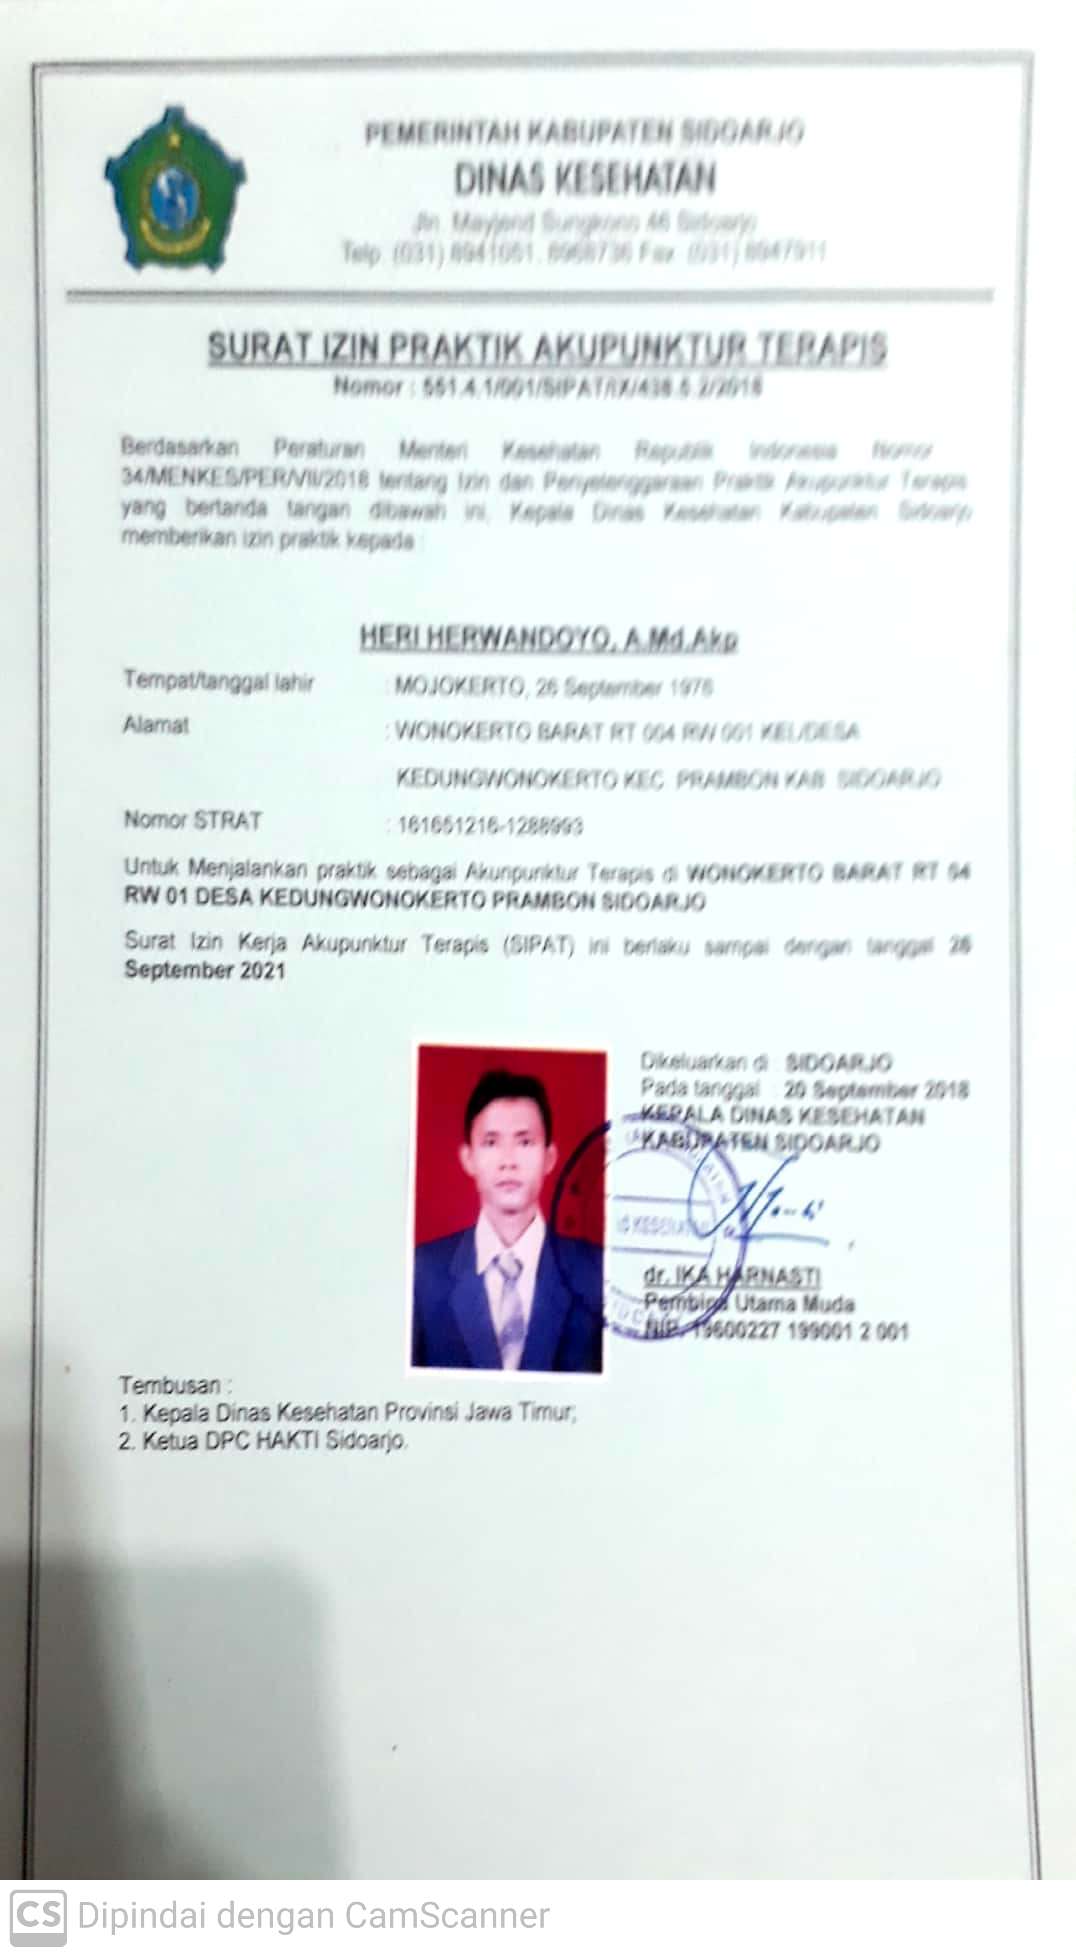 PEMERINTAH KABUPATEN SIDOARJO
DINAS KESEHATAN
Jln. Mayjend Sungkono 46 Sidoarjo
Telp. (031) 8941051, 8968736 Fax. (031) 8947911
SURAT IZIN PRAKTIK AKUPUNKTUR TERAPIS
Nomor : 551.4.1/001/SIPAT/IX/438.5.2/2018
Berdasarkan Peraturan Menteri Kesehatan Republik Indonesia Nomor
34/MENKES/PER/VII/2018 tentang Izin dan Penyelenggaraan Praktik Akupunktur Terapis
yang bertanda tangan dibawah ini, Kepala Dinas Kesehatan Kabupaten Sidoarjo
memberikan izin praktik kepada :
HERI HERWANDOYO, A.Md.Akp
Tempat/tanggal lahir : MOJOKERTO, 26 September 1976
Alamat : WONOKERTO BARAT RT 004 RW 001 KEL/DESA
KEDUNGWONOKERTO KEC. PRAMBON KAB. SIDOARJO
Nomor STRAT : 161651216-1288993
Untuk Menjalankan praktik sebagai Akunpunktur Terapis di WONOKERTO BARAT RT 04
RW 01 DESA KEDUNGWONOKERTO PRAMBON SIDOARJO
Surat Izin Kerja Akupunktur Terapis (SIPAT) ini berlaku sampai dengan tanggal 26
September 2021
Dikeluarkan di : SIDOARJO
Pada tanggal : 20 September 2018
KEPALA DINAS KESEHATAN
KABUPATEN SIDOARJO
dr. IKA HARNASTI
Pembina Utama Muda
NIP. 19600227 199001 2 001
Tembusan :
1. Kepala Dinas Kesehatan Provinsi Jawa Timur;
2. Ketua DPC HAKTI Sidoarjo.
CS Dipindai dengan CamScanner